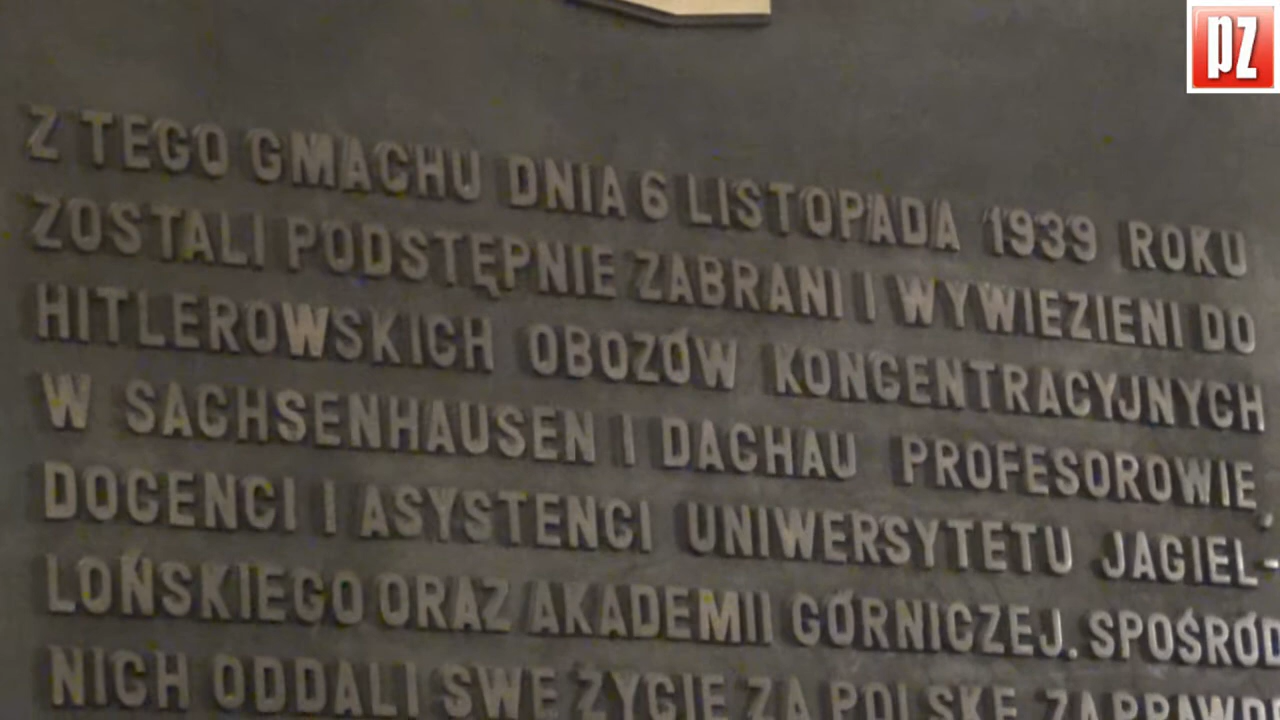 PZ
Z TEGO GMACHU DNIA 6 LISTOPADA 1939 ROKU
ZOSTALI PODSTĘPNIE ZABRANI I WYWIEZIENI DO
HITLEROWSKICH OBOZÓW KONCENTRACYJNYCH
W SACHSENHAUSEN I DACHAU PROFESOROWIE,
DOCENCI I ASYSTENCI UNIWERSYTETU JAGIEL-
LOŃSKIEGO ORAZ AKADEMII GÓRNICZEJ. SPOŚRÓD
NICH ODDALI SWE ŻYCIE ZA POLSKĘ